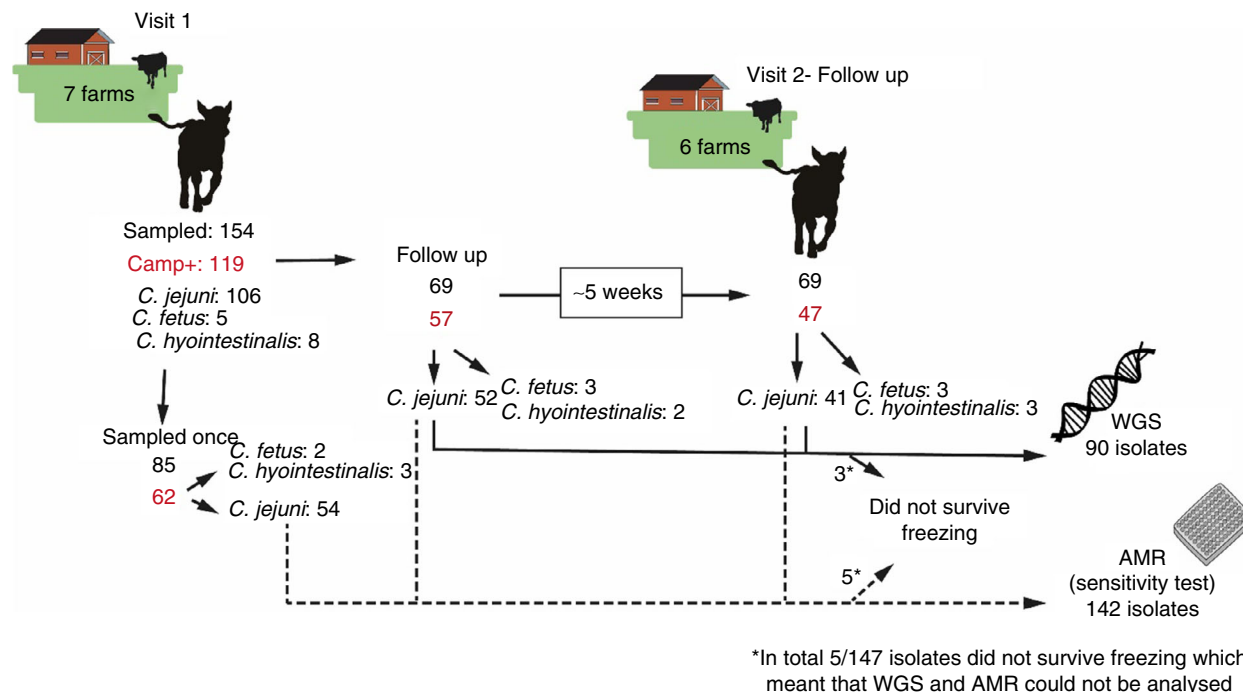 Visit 1
7 farms
Sampled: 154
Camp+: 119
C. jejuni: 106
C. fetus: 5
C. hyointestinalis: 8
Sampled once
85
62
C. fetus: 2
C. hyointestinalis: 3
C. jejuni: 54
Follow up
69
57
C. jejuni: 52
C. fetus: 3
C. hyointestinalis: 2
~5 weeks
Visit 2- Follow up
6 farms
69
47
C. jejuni: 41
C. fetus: 3
C. hyointestinalis: 3
WGS
90 isolates
3*
Did not survive
freezing
5*
AMR
(sensitivity test)
142 isolates
*In total 5/147 isolates did not survive freezing which
meant that WGS and AMR could not be analysed